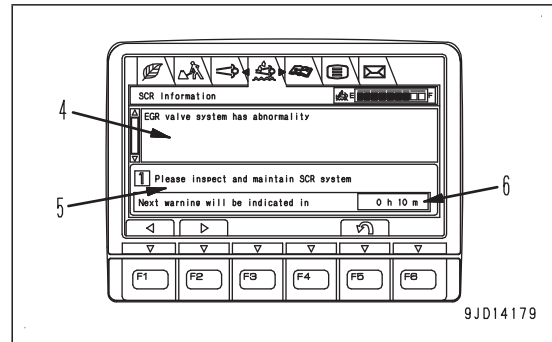 SCR Information
E
F
4
EGR valve system has abnormality
1 Please inspect and maintain SCR system
5
6
Next warning will be indicated in 0 h 10 m
F1 F2 F3 F4 F5 F6
9JD14179